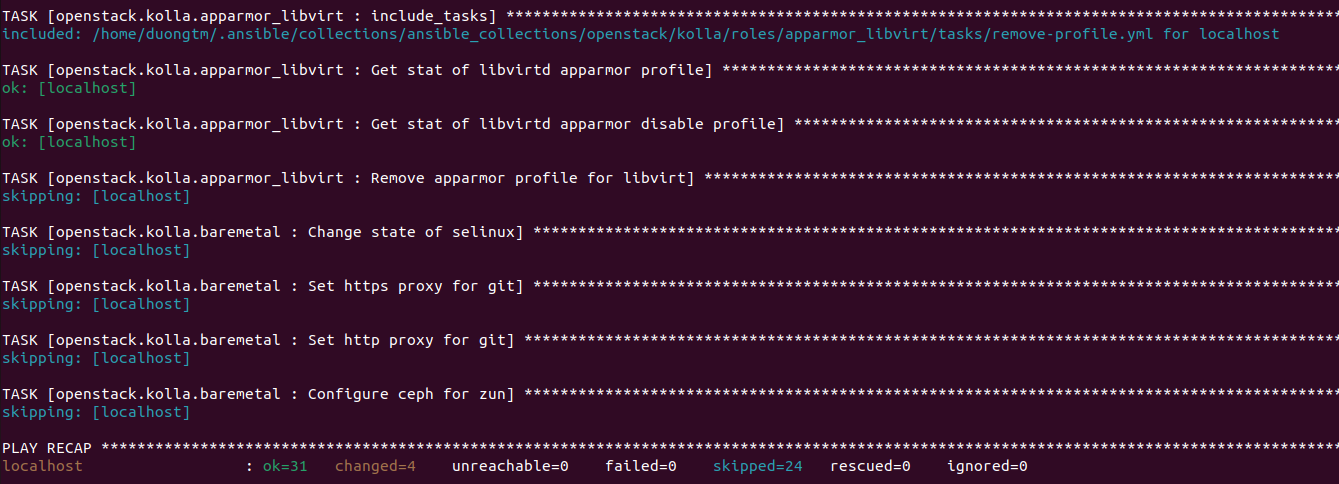 TASK [openstack.kolla.apparmor_libvirt : include_tasks] *********************************************************************************************
included: /home/duongtm/.ansible/collections/ansible_collections/openstack/kolla/roles/apparmor_libvirt/tasks/remove-profile.yml for localhost
TASK [openstack.kolla.apparmor_libvirt : Get stat of libvirtd apparmor profile] *********************************************************************
ok: [localhost]
TASK [openstack.kolla.apparmor_libvirt : Get stat of libvirtd apparmor disable profile] *************************************************************
ok: [localhost]
TASK [openstack.kolla.apparmor_libvirt : Remove apparmor profile for libvirt] ***********************************************************************
skipping: [localhost]
TASK [openstack.kolla.baremetal : Change state of selinux] ******************************************************************************************
skipping: [localhost]
TASK [openstack.kolla.baremetal : Set https proxy for git] ******************************************************************************************
skipping: [localhost]
TASK [openstack.kolla.baremetal : Set http proxy for git] *******************************************************************************************
skipping: [localhost]
TASK [openstack.kolla.baremetal : Configure ceph for zun] *******************************************************************************************
skipping: [localhost]
PLAY RECAP ******************************************************************************************************************************************
localhost                  : ok=31   changed=4    unreachable=0    failed=0    skipped=24   rescued=0    ignored=0